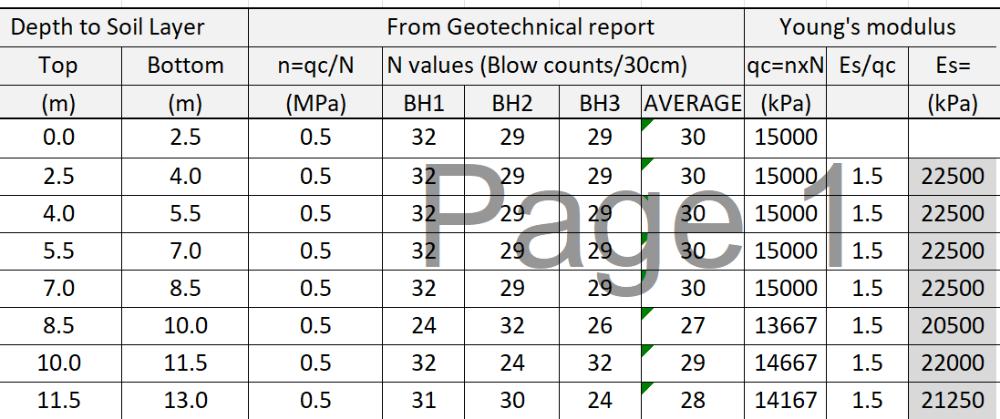 Depth to Soil Layer From Geotechnical report Young's modulus
Top Bottom n=qc/N N values (Blow counts/30cm) qc=nxN Es/qc Es=
(m) (m) (MPa) BH1 BH2 BH3 AVERAGE (kPa) (kPa)
0.0 2.5 0.5 32 29 29 30 15000
2.5 4.0 0.5 32 29 29 30 15000 1.5 22500
4.0 5.5 0.5 32 29 29 30 15000 1.5 22500
5.5 7.0 0.5 32 29 29 30 15000 1.5 22500
7.0 8.5 0.5 32 29 29 30 15000 1.5 22500
8.5 10.0 0.5 24 32 26 27 13667 1.5 20500
10.0 11.5 0.5 32 24 32 29 14667 1.5 22000
11.5 13.0 0.5 31 30 24 28 14167 1.5 21250
Page 1